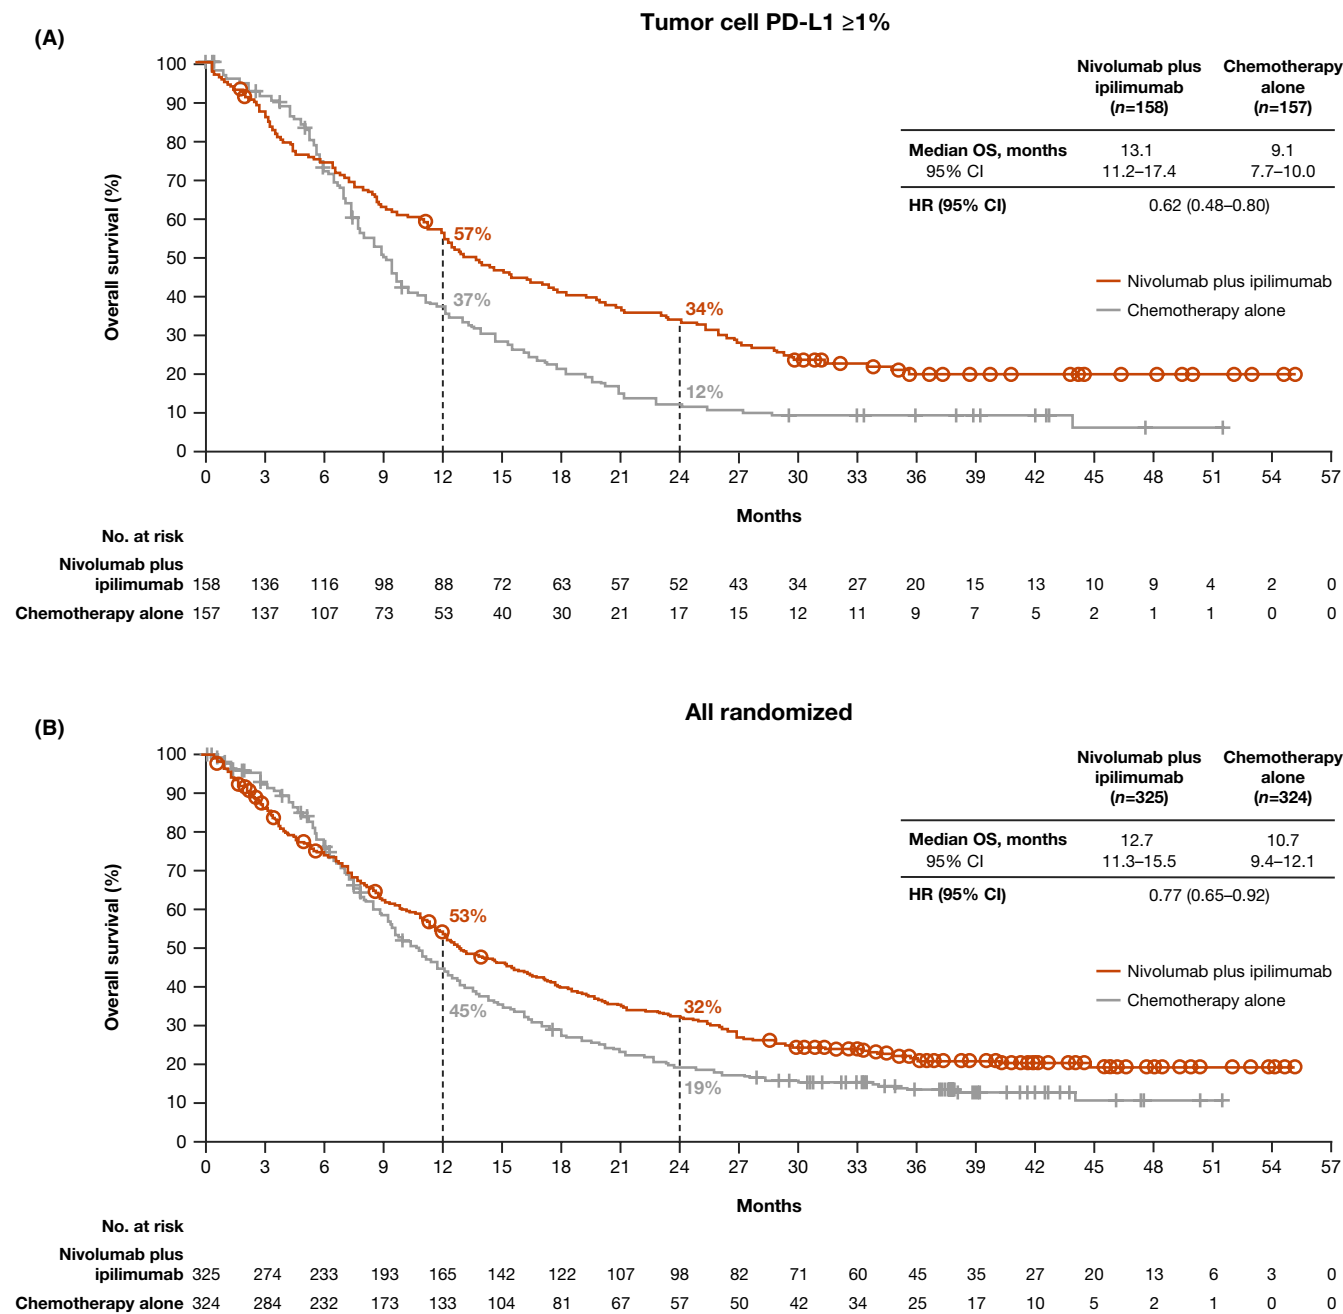 Tumor cell PD-L1 ≥1%
(A)
Nivolumab plus ipilimumab (n=158)
Chemotherapy alone (n=157)
Median OS, months 13.1 9.1
95% CI 11.2–17.4 7.7–10.0
HR (95% CI) 0.62 (0.48–0.80)
Overall survival (%)
100
90
80
70
60
50
40
30
20
10
0
57%
37%
34%
12%
Nivolumab plus ipilimumab
Chemotherapy alone
0 3 6 9 12 15 18 21 24 27 30 33 36 39 42 45 48 51 54 57
Months
No. at risk
Nivolumab plus
ipilimumab 158 136 116 98 88 72 63 57 52 43 34 27 20 15 13 10 9 4 2 0
Chemotherapy alone 157 137 107 73 53 40 30 21 17 15 12 11 9 7 5 2 1 1 0 0
All randomized
(B)
Nivolumab plus ipilimumab (n=325)
Chemotherapy alone (n=324)
Median OS, months 12.7 10.7
95% CI 11.3–15.5 9.4–12.1
HR (95% CI) 0.77 (0.65–0.92)
Overall survival (%)
100
90
80
70
60
50
40
30
20
10
0
53%
45%
32%
19%
Nivolumab plus ipilimumab
Chemotherapy alone
0 3 6 9 12 15 18 21 24 27 30 33 36 39 42 45 48 51 54 57
Months
No. at risk
Nivolumab plus
ipilimumab 325 274 233 193 165 142 122 107 98 82 71 60 45 35 27 20 13 6 3 0
Chemotherapy alone 324 284 232 173 133 104 81 67 57 50 42 34 25 17 10 5 2 1 0 0